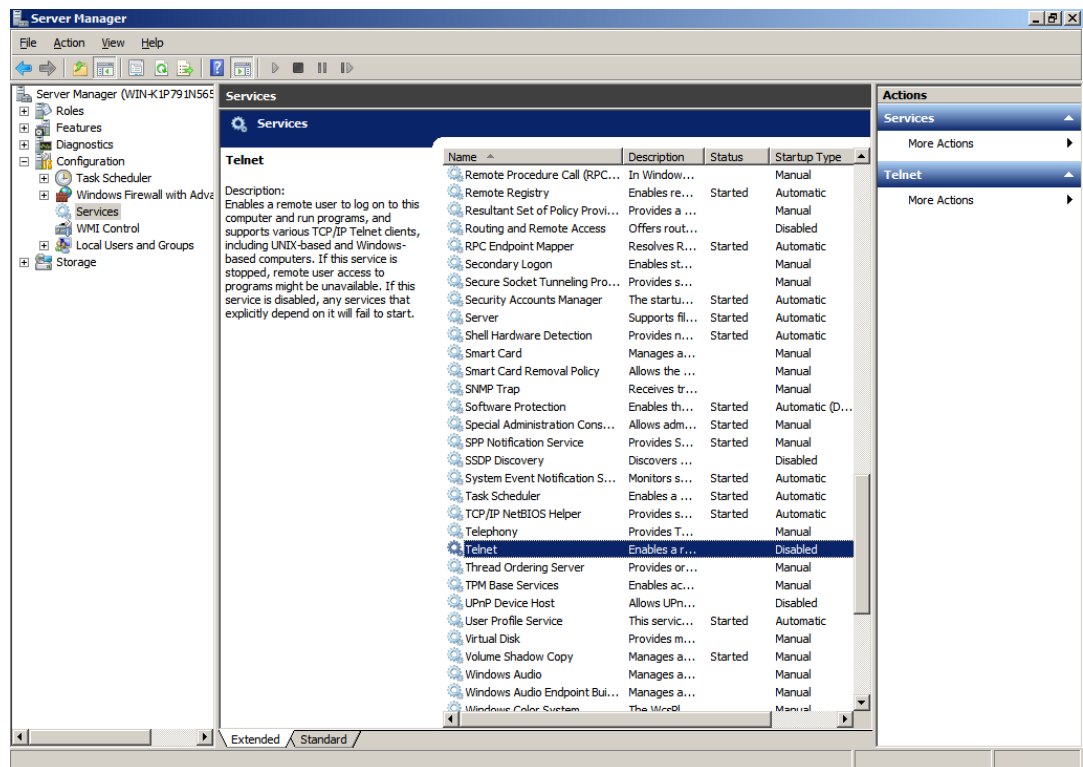 Server Manager
File Action View Help
Server Manager (WIN-K1P791N565
Roles
Features
Diagnostics
Configuration
Task Scheduler
Windows Firewall with Adva
Services
WMI Control
Local Users and Groups
Storage
Services
Services
Telnet
Description:
Enables a remote user to log on to this
computer and run programs, and
supports various TCP/IP Telnet clients,
including UNIX-based and Windows-
based computers. If this service is
stopped, remote user access to
programs might be unavailable. If this
service is disabled, any services that
explicitly depend on it will fail to start.
Name Description Status Startup Type
Remote Procedure Call (RPC... In Window... Manual
Remote Registry Enables re... Started Automatic
Resultant Set of Policy Provi... Provides a ... Manual
Routing and Remote Access Offers rout... Disabled
RPC Endpoint Mapper Resolves R... Started Automatic
Secondary Logon Enables st... Manual
Secure Socket Tunneling Pro... Provides s... Manual
Security Accounts Manager The startu... Started Automatic
Server Supports fil... Started Automatic
Shell Hardware Detection Provides n... Started Automatic
Smart Card Manages a... Manual
Smart Card Removal Policy Allows the ... Manual
SNMP Trap Receives tr... Manual
Software Protection Enables th... Started Automatic (D...
Special Administration Cons... Allows adm... Started Manual
SPP Notification Service Provides S... Started Manual
SSDP Discovery Discovers ... Disabled
System Event Notification S... Monitors s... Started Automatic
Task Scheduler Enables a ... Started Automatic
TCP/IP NetBIOS Helper Provides s... Started Automatic
Telephony Provides T... Manual
Telnet Enables a r... Disabled
Thread Ordering Server Provides or... Manual
TPM Base Services Enables ac... Manual
UPnP Device Host Allows UPn... Disabled
User Profile Service This servic... Started Automatic
Virtual Disk Provides m... Manual
Volume Shadow Copy Manages a... Started Manual
Windows Audio Manages a... Manual
Windows Audio Endpoint Bui... Manages a... Manual
Windows Color System The WcsPl... Manual
Extended Standard
Actions
Services
More Actions
Telnet
More Actions